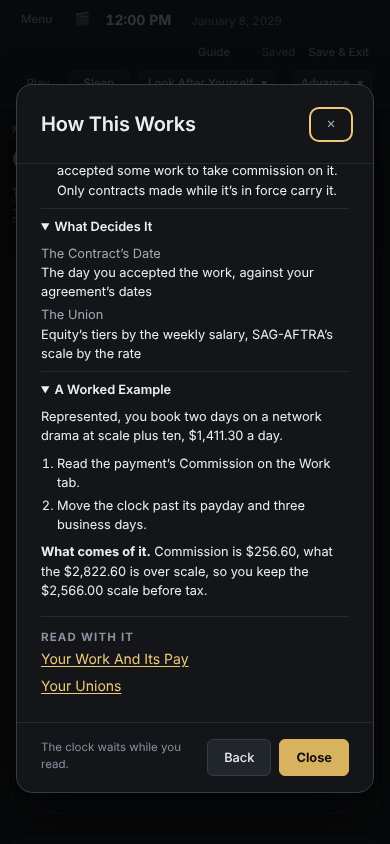 Menu
12:00 PM
January 8, 2029
Guide
Saved
Save & Exit
Play
Sleep
Look After Yourself
Advance
How This Works
×
accepted some work to take commission on it.
Only contracts made while it's in force carry it.
▼ What Decides It
The Contract's Date
The day you accepted the work, against your
agreement's dates
The Union
Equity's tiers by the weekly salary, SAG-AFTRA's
scale by the rate
▼ A Worked Example
Represented, you book two days on a network
drama at scale plus ten, $1,411.30 a day.
1. Read the payment's Commission on the Work
tab.
2. Move the clock past its payday and three
business days.
What comes of it. Commission is $256.60, what
the $2,822.60 is over scale, so you keep the
$2,566.00 scale before tax.
READ WITH IT
Your Work And Its Pay
Your Unions
The clock waits while you
read.
Back
Close